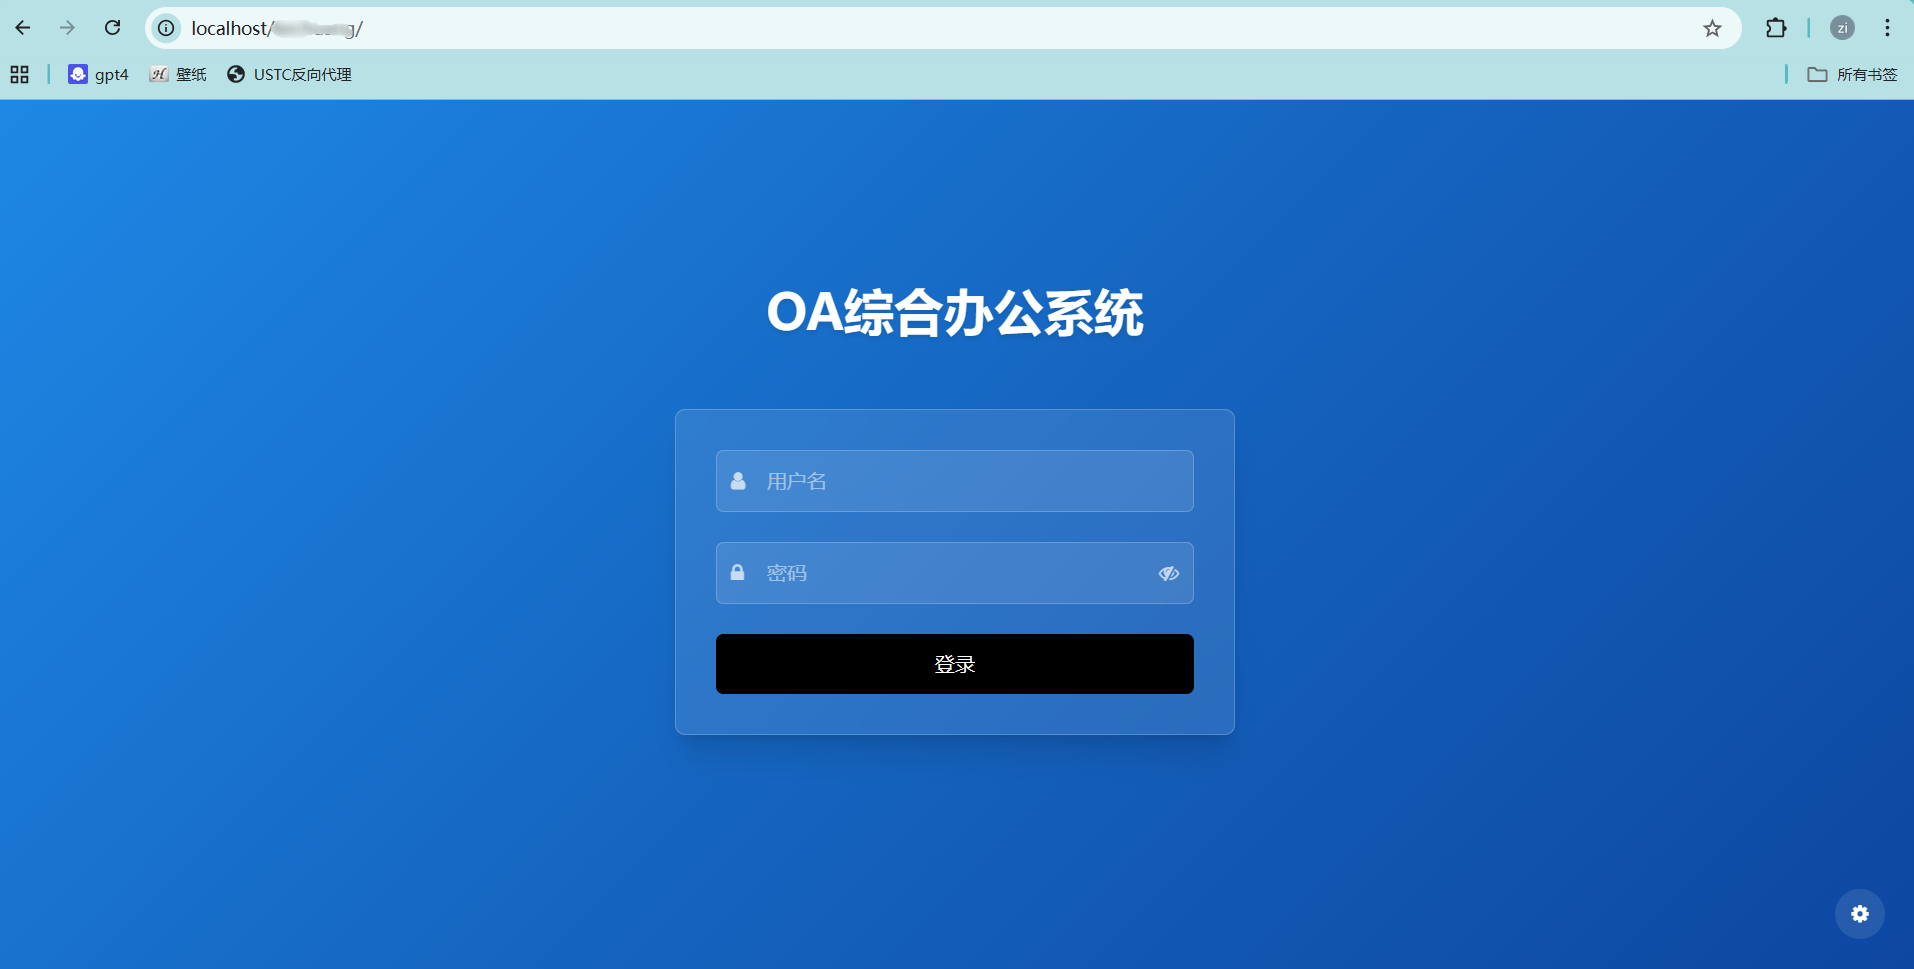 localhost/
zi
gpt4
壁纸
USTC反向代理
所有书签
OA综合办公系统
用户名
密码
登录